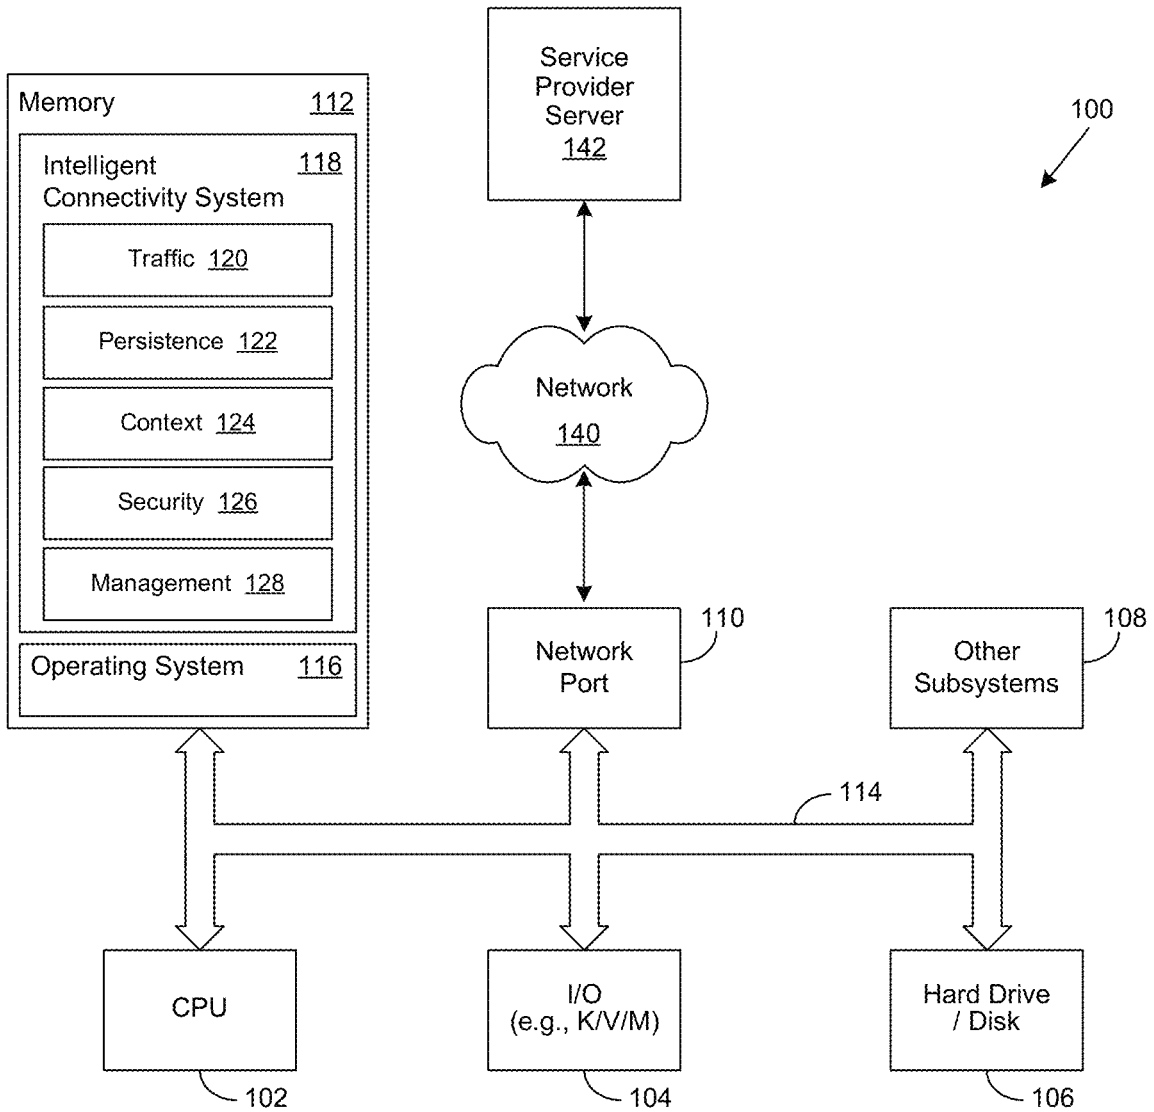 Service
Provider
Server
142
100
Memory 112
Intelligent 118
Connectivity System
Traffic 120
Persistence 122
Context 124
Security 126
Management 128
Operating System 116
Network
140
Network
Port
110
Other
Subsystems
108
114
CPU
102
I/O
(e.g., K/V/M)
104
Hard Drive
/ Disk
106